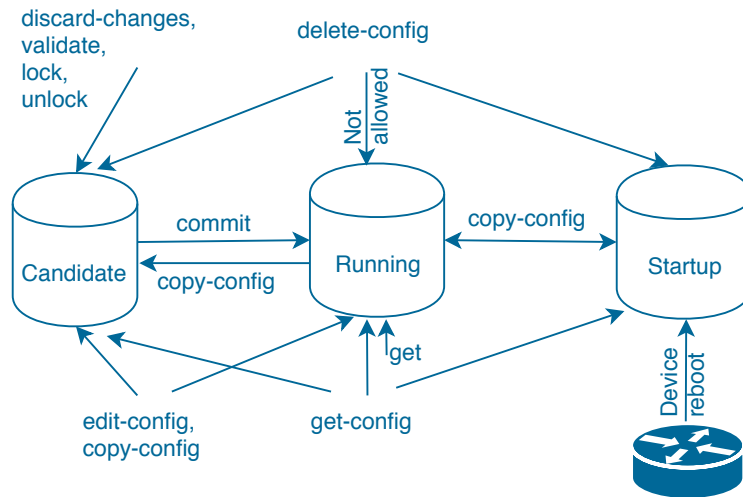 discard-changes,
validate,
lock,
unlock
delete-config
Not
allowed
commit
copy-config
copy-config
Candidate
Running
Startup
get
edit-config,
copy-config
get-config
Device
reboot